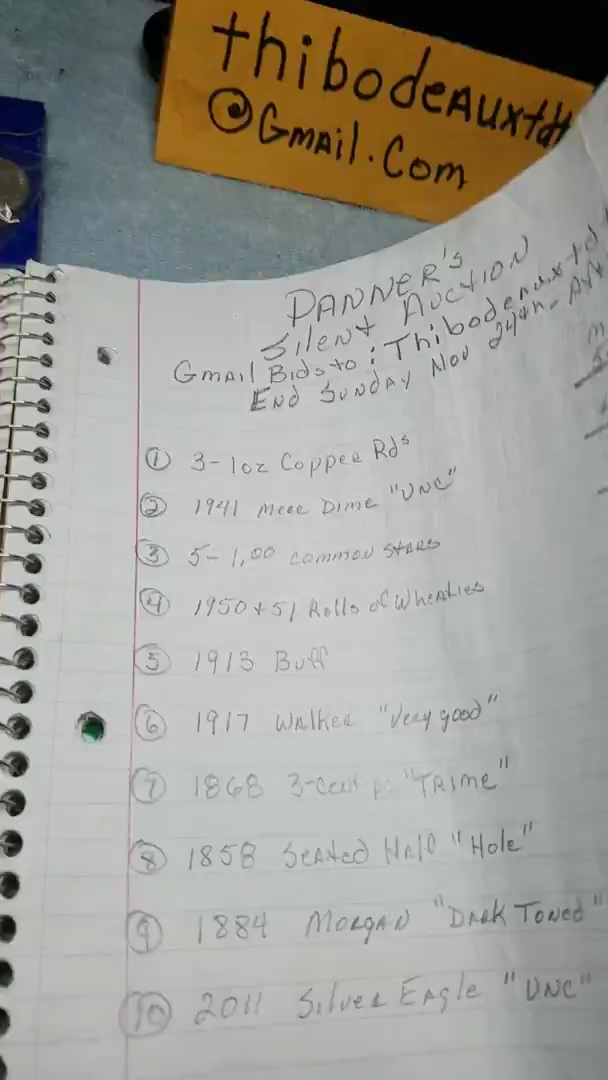 thibodeauxtdt
@Gmail.Com
PANNER'S
Silent Auction
Gmail Bids to: Thibodeauxtd
End Sunday Nov 24th -
① 3-1oz Copper Rds
② 1941 Merc Dime "UNC"
③ 5-1,00 common stars
④ 1950+51 Rolls of Wheaties
⑤ 1913 Buff
⑥ 1917 Walker "Very good"
⑦ 1868 3-cent "Trime"
⑧ 1858 Seated Half "Hole"
⑨ 1884 Morgan "Dark Toned"
⑩ 2011 Silver Eagle "UNC"